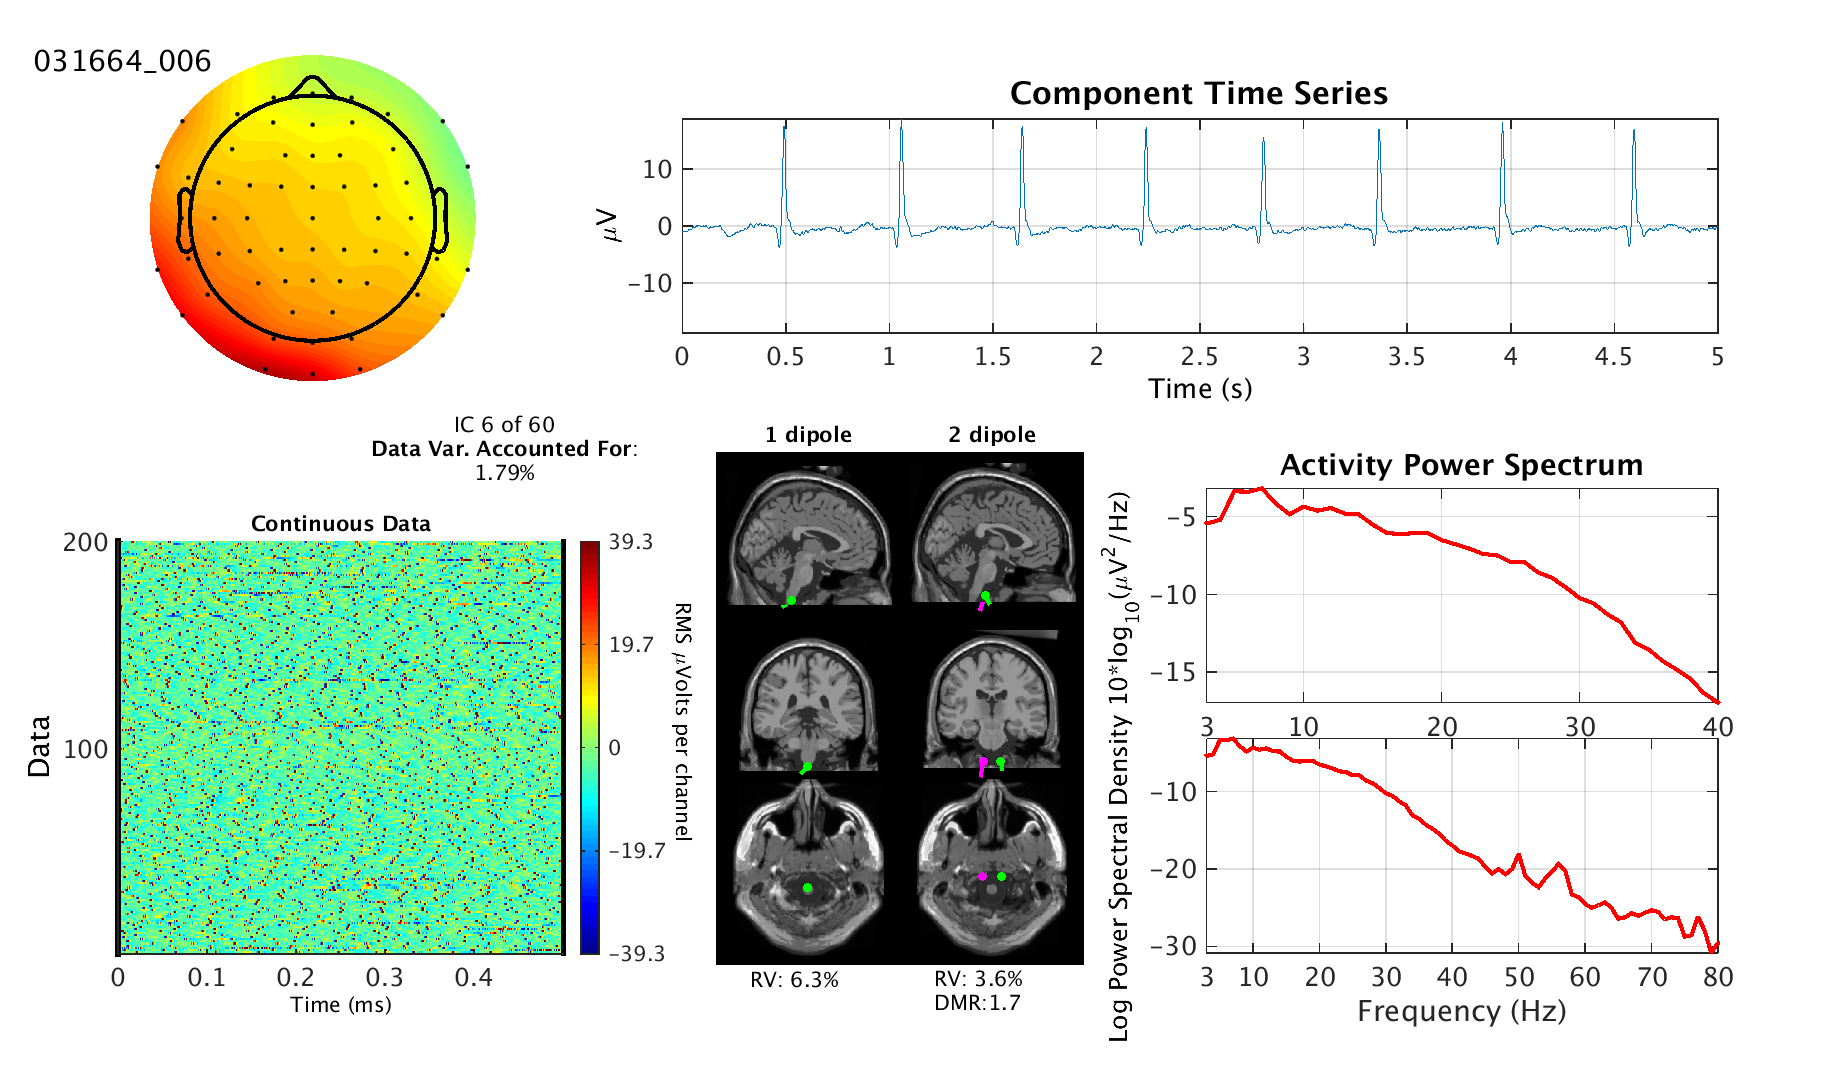 031664_006
Component Time Series
10
0
−10
μV
0 0.5 1 1.5 2 2.5 3 3.5 4 4.5 5
Time (s)
IC 6 of 60
Data Var. Accounted For:
1.79%
Continuous Data
200
100
Data
0 0.1 0.2 0.3 0.4
Time (ms)
39.3
19.7
0
−19.7
−39.3
RMS μVolts per channel
1 dipole
2 dipole
RV: 6.3%
RV: 3.6%
DMR:1.7
Activity Power Spectrum
−5
−10
−15
3 10 20 30 40
−10
−20
−30
3 10 20 30 40 50 60 70 80
Frequency (Hz)
Log Power Spectral Density 10*log10(μV2/Hz)